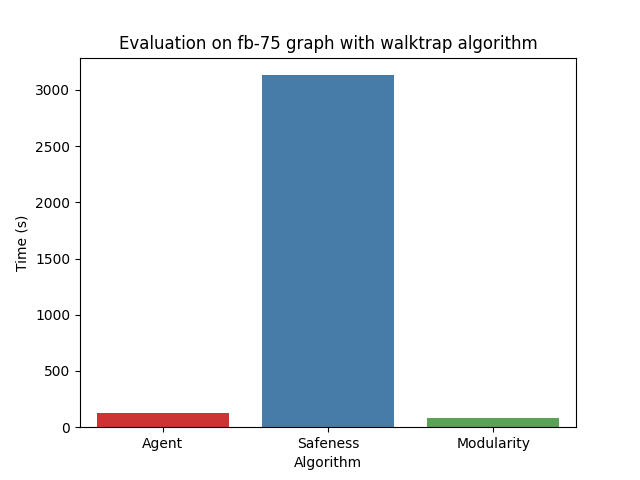 Evaluation on fb-75 graph with walktrap algorithm
Time (s)
3000
2500
2000
1500
1000
500
0
Agent Safeness Modularity
Algorithm